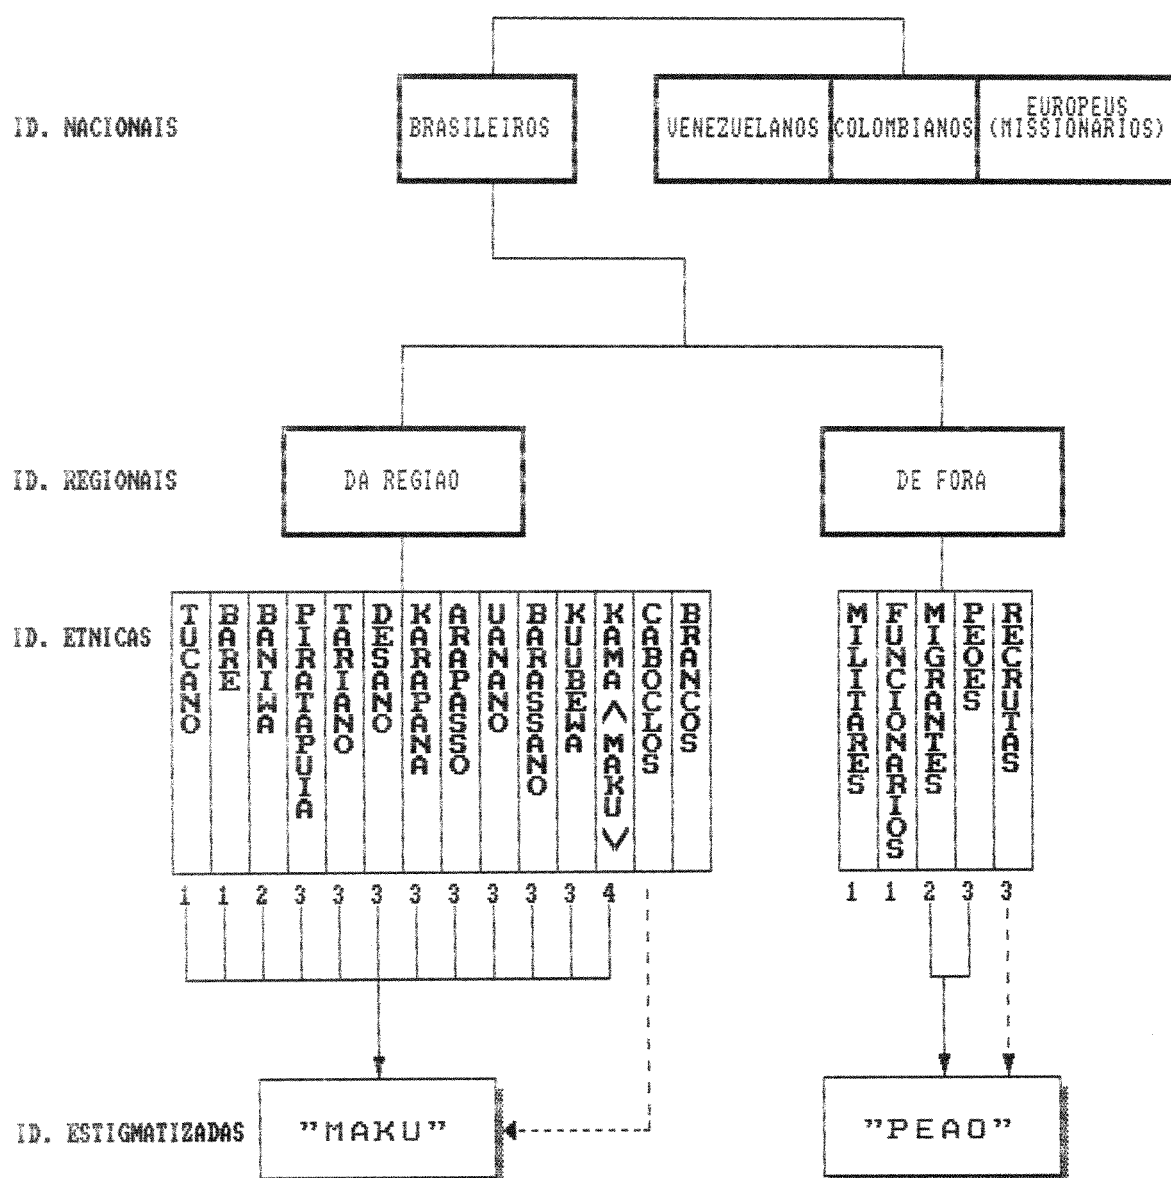 ID. NACIONAIS
BRASILEIROS
VENEZUELANOS
COLOMBIANOS
EUROPEUS
(MISSIONARIOS)
ID. REGIONAIS
DA REGIAO
DE FORA
ID. ETNICAS
TUCANO
BARE
BANIWA
PIRATAPUIA
TARIANO
DESANO
KARAPANA
ARAPASSO
UANANO
BARASSANO
KUUBEWA
KAMA <MAKU>
CABOCLOS
BRANCOS
MILITARES
FUNCIONARIOS
MIGRANTES
PEOES
RECRUTAS
1 1 2 3 3 3 3 3 3 3 3 4
1 1 2 3 3
ID. ESTIGMATIZADAS
"MAKU"
"PEAO"